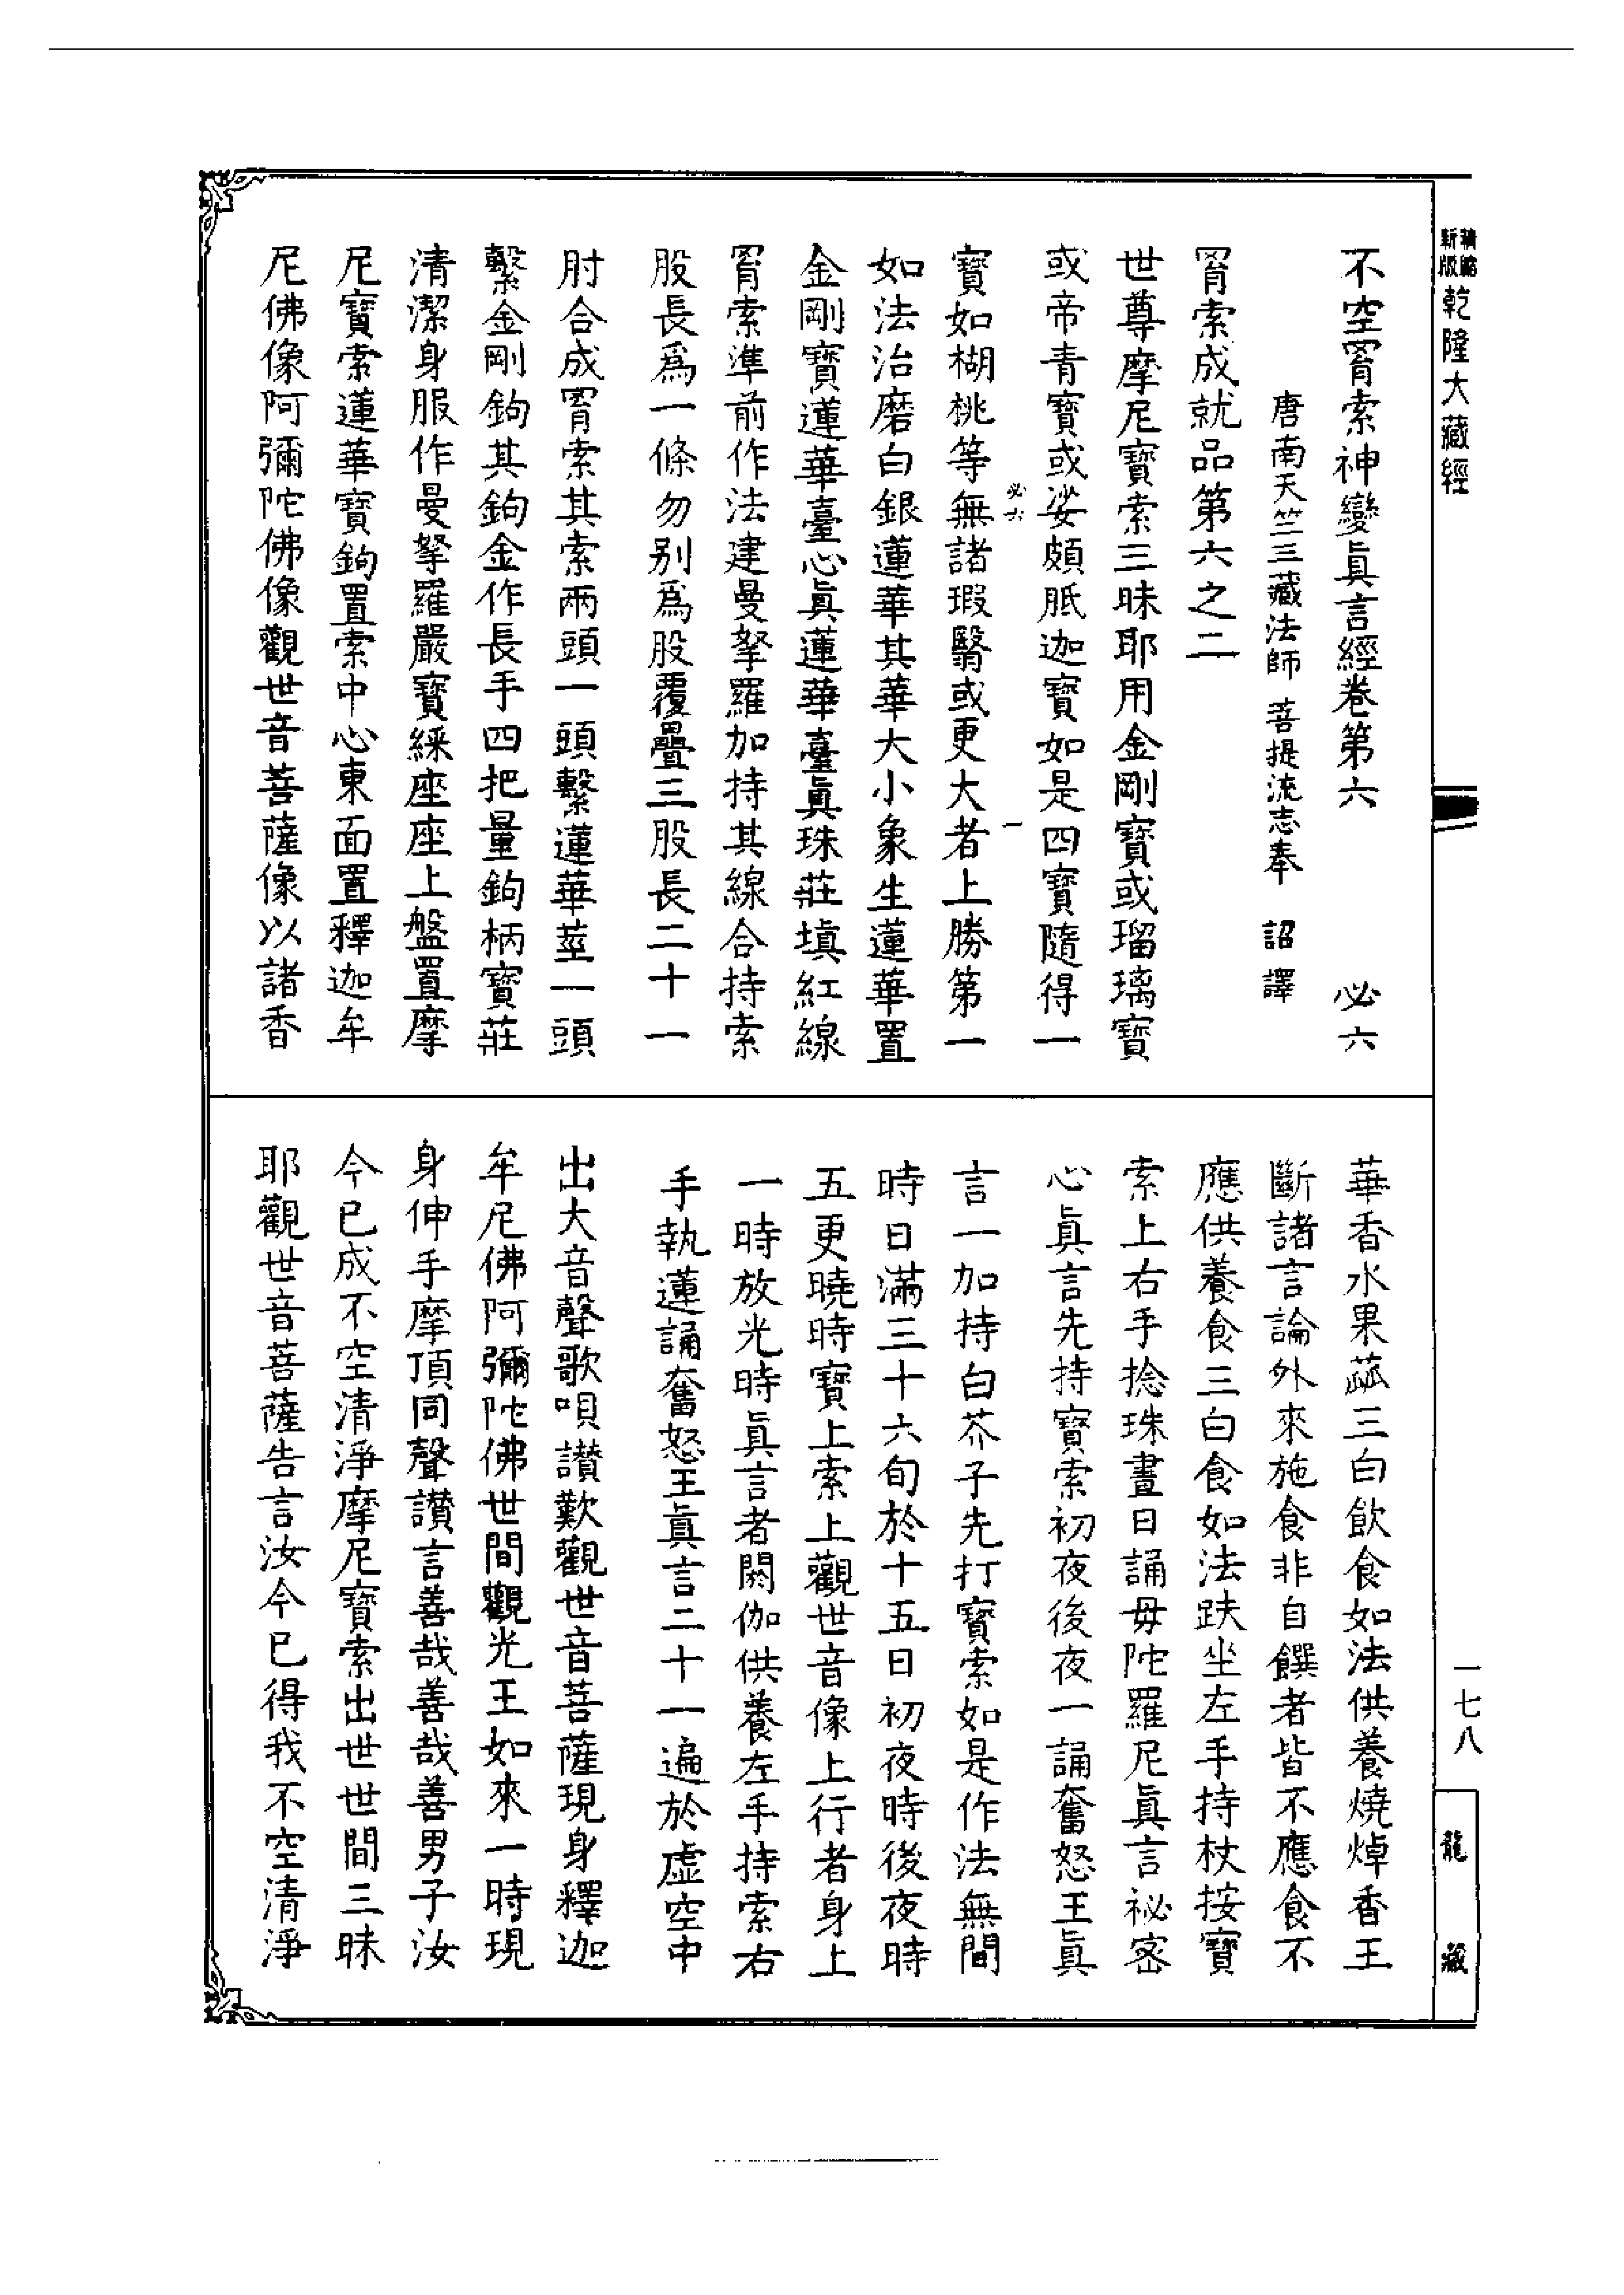 新版
乾隆大藏經
不空罥索神變真言經卷第六 必六
唐南天竺三藏法師菩提流志奉 詔譯
罥索成就品第六之二
世尊摩尼寶索三昧耶用金剛寶或瑠璃寶
或帝青寶或娑頗胝迦寶如是四寶隨得一
必六 一
寶如楜桃等無諸瑕翳或更大者上勝第一
如法治磨白銀蓮華其華大小象生蓮華置
金剛寶蓮華臺心真蓮華臺真珠莊填紅線
罥索準前作法建曼拏羅加持其線合持索
股長爲一條勿别爲股覆疊三股長二十一
肘合成罥索其索兩頭一頭繫蓮華莖一頭
繫金剛鉤其鉤金作長手四把量鉤柄寶莊
清潔身服作曼拏羅嚴寶綵座座上盤置摩
尼寶索蓮華寶鉤置索中心東面置釋迦牟
尼佛像阿彌陀佛像觀世音菩薩像以諸香
華香水果蓏三白飲食如法供養燒焯香王
斷諸言論外來施食非自饌者皆不應食不
應供養食三白食如法趺坐左手持杖按寶
索上右手捻珠晝日誦母陀羅尼真言祕密
心真言先持寶索初夜後夜一誦奮怒王真
言一加持白芥子先打寶索如是作法無間
時日滿三十六旬於十五日初夜時後夜時
五更曉時寶上索上觀世音像上行者身上
一時放光時真言者閼伽供養左手持索右
手執蓮誦奮怒王真言二十一遍於虛空中
出大音聲歌唄讃歎觀世音菩薩現身釋迦
牟尼佛阿彌陀佛世間觀光王如來一時現
身伸手摩頂同聲讃言善哉善哉善男子汝
今已成不空清淨摩尼寶索出世世間三昧
耶觀世音菩薩告言汝今已得我不空清淨
一七八
龍藏